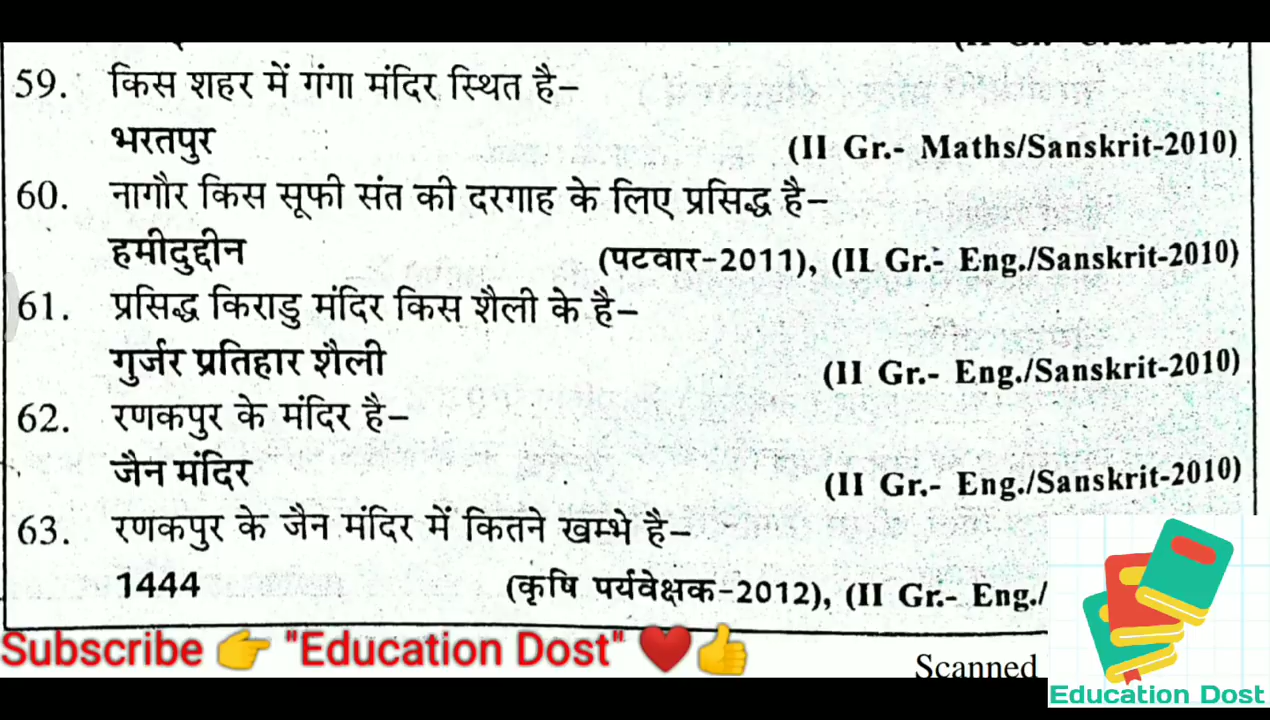 59. किस शहर में गंगा मंदिर स्थित है–
भरतपुर (II Gr.- Maths/Sanskrit-2010)
60. नागौर किस सूफी संत की दरगाह के लिए प्रसिद्ध है–
हमीदुद्दीन (पटवार-2011), (II Gr.- Eng./Sanskrit-2010)
61. प्रसिद्ध किराडु मंदिर किस शैली के है–
गुर्जर प्रतिहार शैली (II Gr.- Eng./Sanskrit-2010)
62. रणकपुर के मंदिर है–
जैन मंदिर (II Gr.- Eng./Sanskrit-2010)
63. रणकपुर के जैन मंदिर में कितने खम्भे है–
1444 (कृषि पर्यवेक्षक-2012), (II Gr.- Eng./
Subscribe 👉 "Education Dost" ❤️👍
Scanned
Education Dost